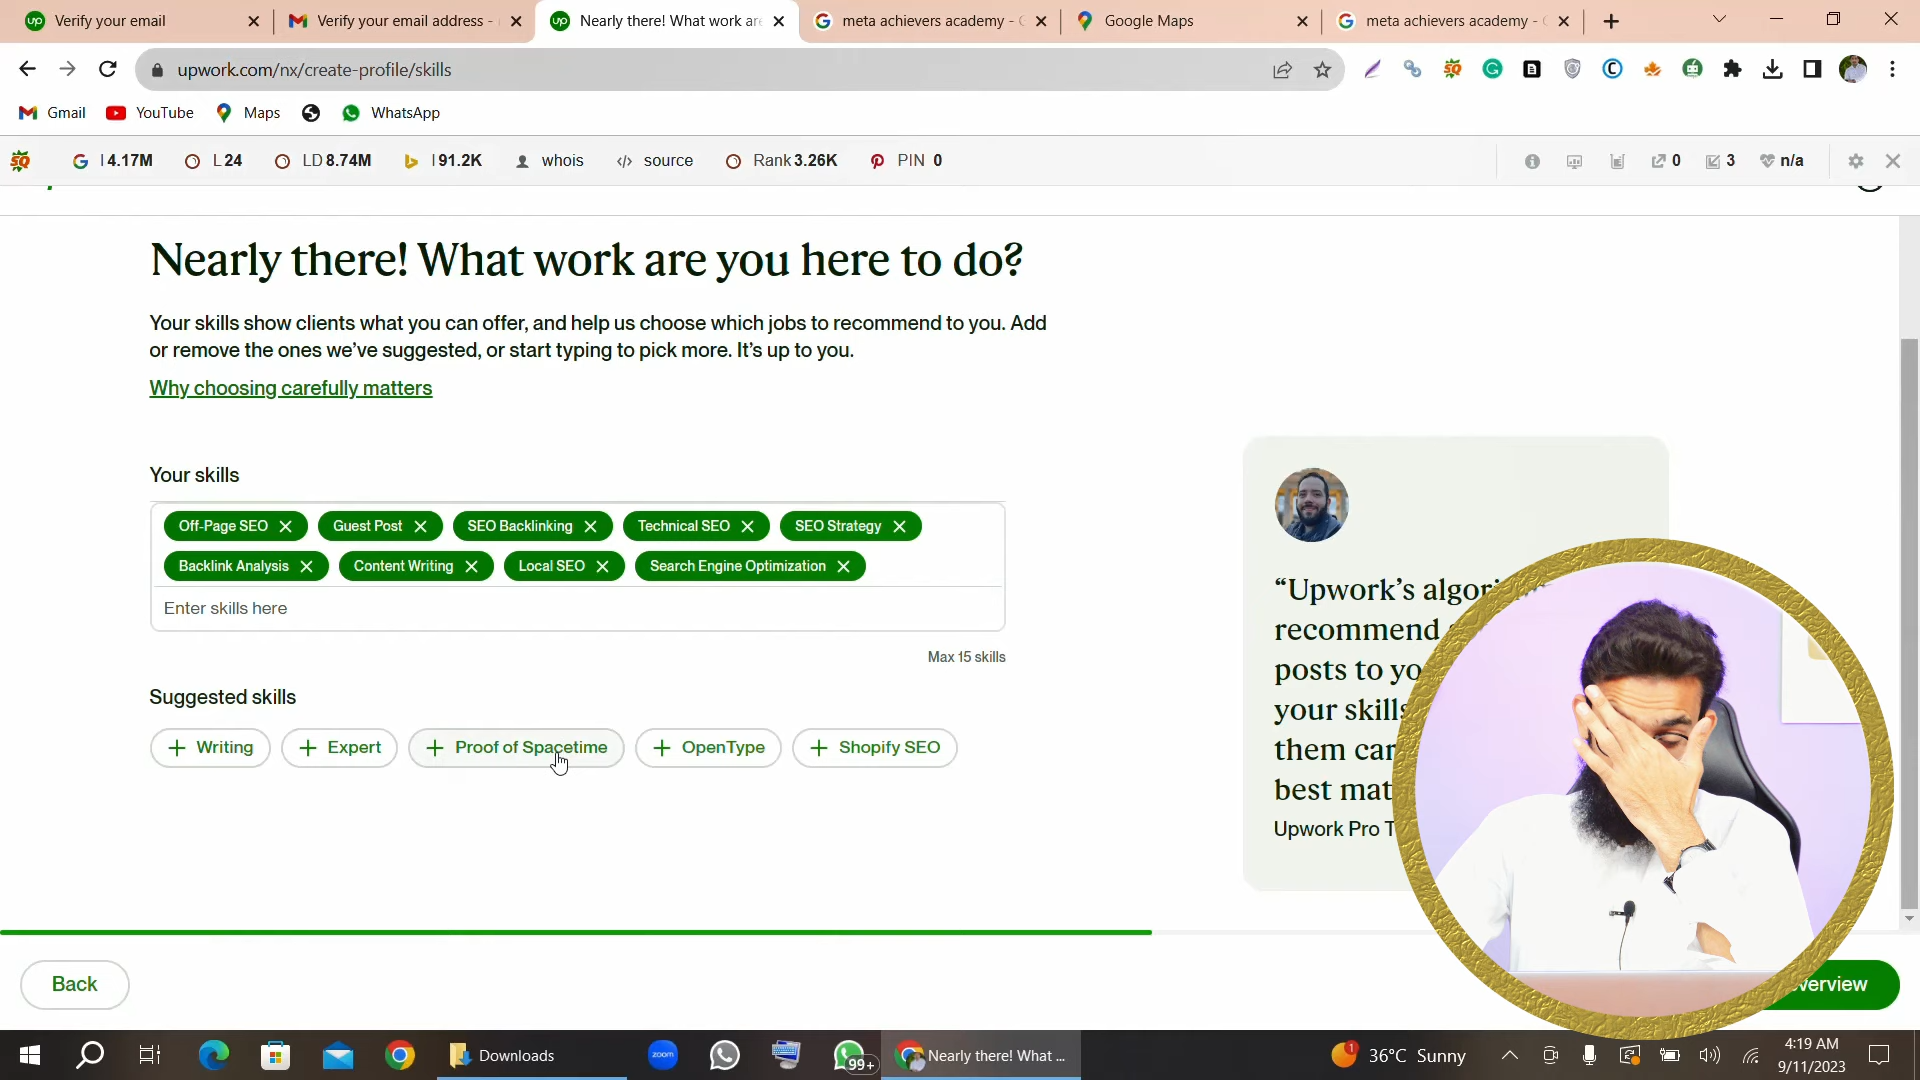 Verify your email
Verify your email address -
Nearly there! What work are
meta achievers academy -
Google Maps
meta achievers academy -
upwork.com/nx/create-profile/skills
Gmail
YouTube
Maps
WhatsApp
I 4.17M
L 24
LD 8.74M
I 91.2K
whois
source
Rank 3.26K
PIN 0
0
3
n/a
Nearly there! What work are you here to do?
Your skills show clients what you can offer, and help us choose which jobs to recommend to you. Add
or remove the ones we’ve suggested, or start typing to pick more. It’s up to you.
Why choosing carefully matters
Your skills
Off-Page SEO
Guest Post
SEO Backlinking
Technical SEO
SEO Strategy
Backlink Analysis
Content Writing
Local SEO
Search Engine Optimization
Enter skills here
Max 15 skills
Suggested skills
Writing
Expert
Proof of Spacetime
OpenType
Shopify SEO
“Upwork’s
recommend
posts to
your
them
best
Upwork Pro
Back
Downloads
zoom
99+
Nearly there! What ...
1
36°C Sunny
4:19 AM
9/11/2023